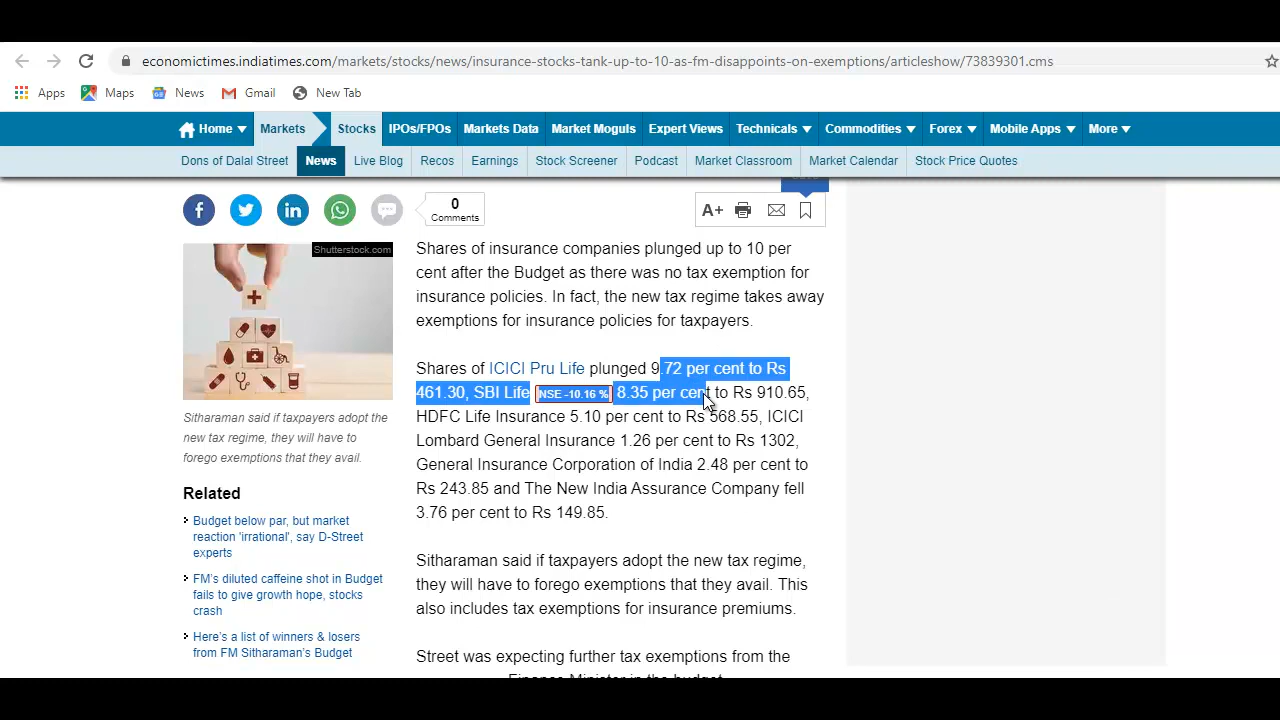 economictimes.indiatimes.com/markets/stocks/news/insurance-stocks-tank-up-to-10-as-fm-disappoints-on-exemptions/articleshow/73839301.cms
Apps Maps News Gmail New Tab
Home Markets Stocks IPOs/FPOs Markets Data Market Moguls Expert Views Technicals Commodities Forex Mobile Apps More
Dons of Dalal Street News Live Blog Recos Earnings Stock Screener Podcast Market Classroom Market Calendar Stock Price Quotes
0
Comments
A+
Shutterstock.com
Sitharaman said if taxpayers adopt the
new tax regime, they will have to
forego exemptions that they avail.
Related
Budget below par, but market
reaction 'irrational', say D-Street
experts
FM's diluted caffeine shot in Budget
fails to give growth hope, stocks
crash
Here's a list of winners & losers
from FM Sitharaman's Budget
Shares of insurance companies plunged up to 10 per
cent after the Budget as there was no tax exemption for
insurance policies. In fact, the new tax regime takes away
exemptions for insurance policies for taxpayers.
Shares of ICICI Pru Life plunged 9.72 per cent to Rs
461.30, SBI Life NSE -10.16 % 8.35 per cent to Rs 910.65,
HDFC Life Insurance 5.10 per cent to Rs 568.55, ICICI
Lombard General Insurance 1.26 per cent to Rs 1302,
General Insurance Corporation of India 2.48 per cent to
Rs 243.85 and The New India Assurance Company fell
3.76 per cent to Rs 149.85.
Sitharaman said if taxpayers adopt the new tax regime,
they will have to forego exemptions that they avail. This
also includes tax exemptions for insurance premiums.
Street was expecting further tax exemptions from the
Finance Minister in the budget